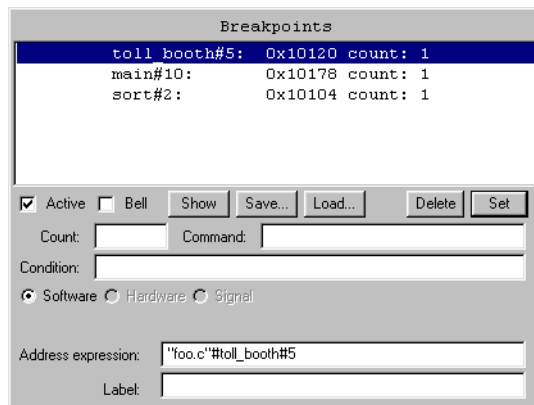 Breakpoints
toll_booth#5: 0x10120 count: 1
main#10: 0x10178 count: 1
sort#2: 0x10104 count: 1
Active Bell Show Save... Load... Delete Set
Count: Command:
Condition:
Software Hardware Signal
Address expression: "foo.c"#toll_booth#5
Label: